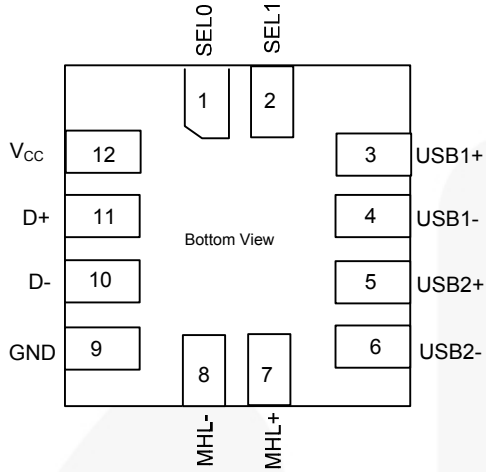 SEL0
SEL1
1
2
V_CC
12
3
USB1+
D+
11
4
USB1-
Bottom View
D-
10
5
USB2+
GND
9
6
USB2-
8
7
MHL-
MHL+